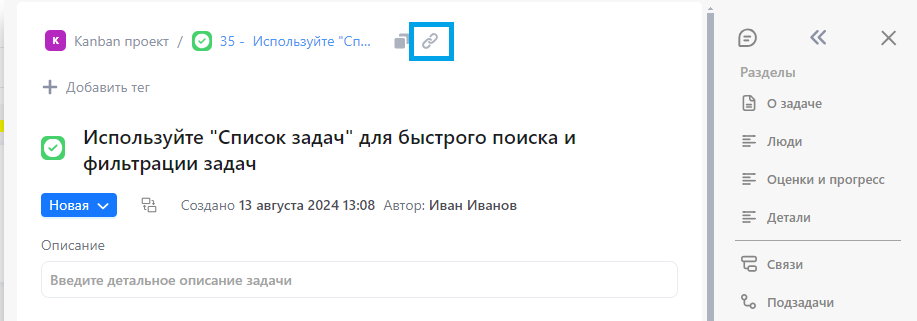 K Kanban проект / 35 - Используйте "Сп...
Добавить тег
Используйте "Список задач" для быстрого поиска и
фильтрации задач
Новая Создано 13 августа 2024 13:08 Автор: Иван Иванов
Описание
Введите детальное описание задачи
Разделы
О задаче
Люди
Оценки и прогресс
Детали
Связи
Подзадачи